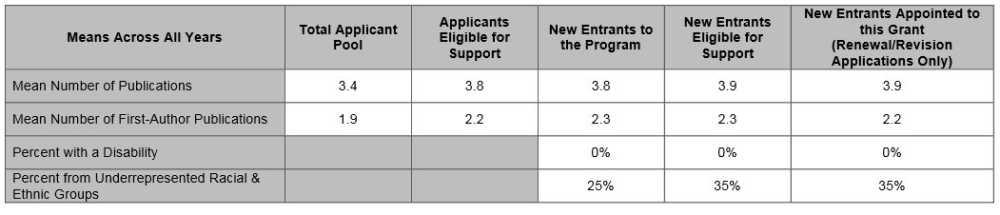 Means Across All Years
Total Applicant
Pool
Applicants
Eligible for
Support
New Entrants to
the Program
New Entrants
Eligible for
Support
New Entrants Appointed to
this Grant
(Renewal/Revision
Applications Only)
Mean Number of Publications 3.4 3.8 3.8 3.9 3.9
Mean Number of First-Author Publications 1.9 2.2 2.3 2.3 2.2
Percent with a Disability 0% 0% 0%
Percent from Underrepresented Racial &
Ethnic Groups
25% 35% 35%